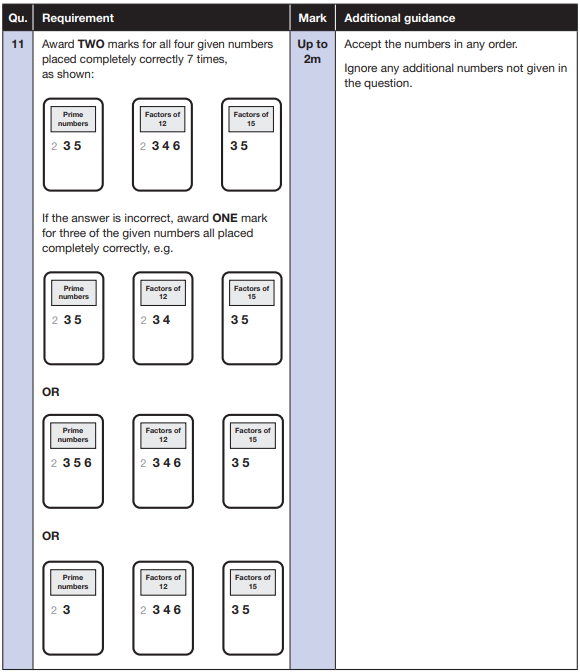 Qu. Requirement Mark Additional guidance
11 Award TWO marks for all four given numbers Up to Accept the numbers in any order.
placed completely correctly 7 times, 2m
as shown: Ignore any additional numbers not given in
the question.
Prime Factors of Factors of
numbers 12 15
2 3 5 2 3 4 6 3 5
If the answer is incorrect, award ONE mark
for three of the given numbers all placed
completely correctly, e.g.
Prime Factors of Factors of
numbers 12 15
2 3 5 2 3 4 3 5
OR
Prime Factors of Factors of
numbers 12 15
2 3 5 6 2 3 4 6 3 5
OR
Prime Factors of Factors of
numbers 12 15
2 3 2 3 4 6 3 5